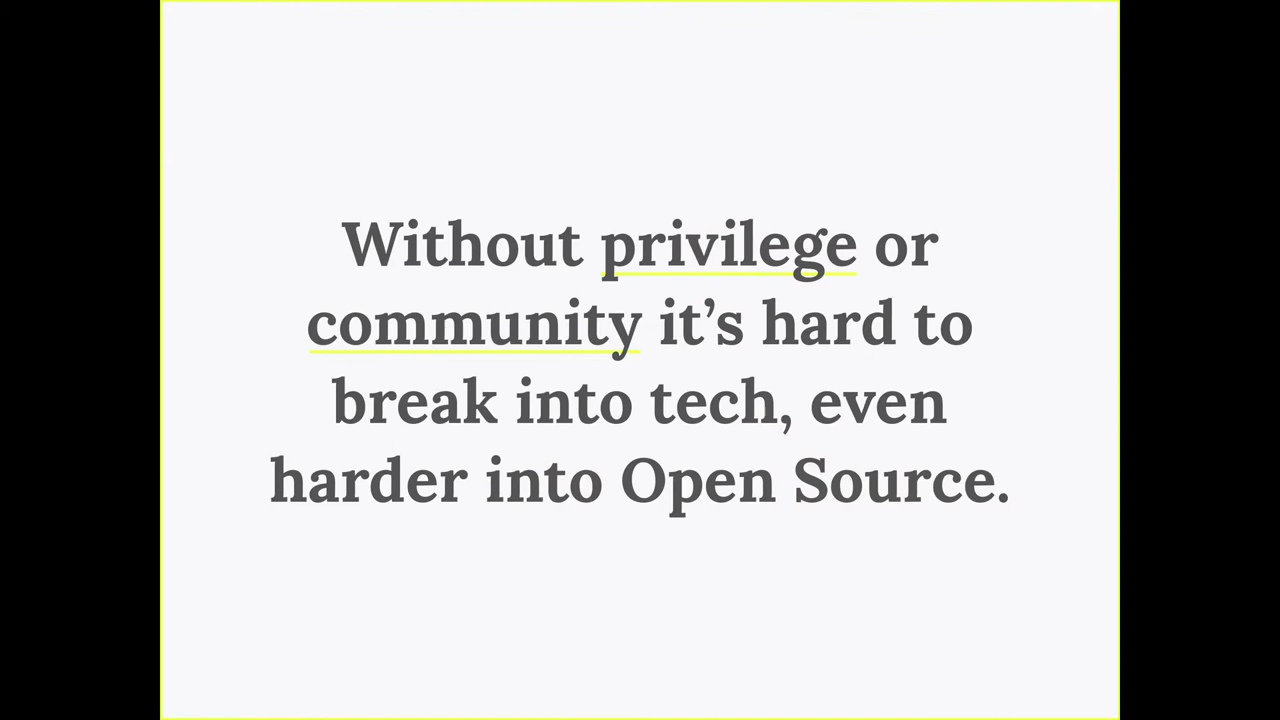 Without privilege or
community it’s hard to
break into tech, even
harder into Open Source.